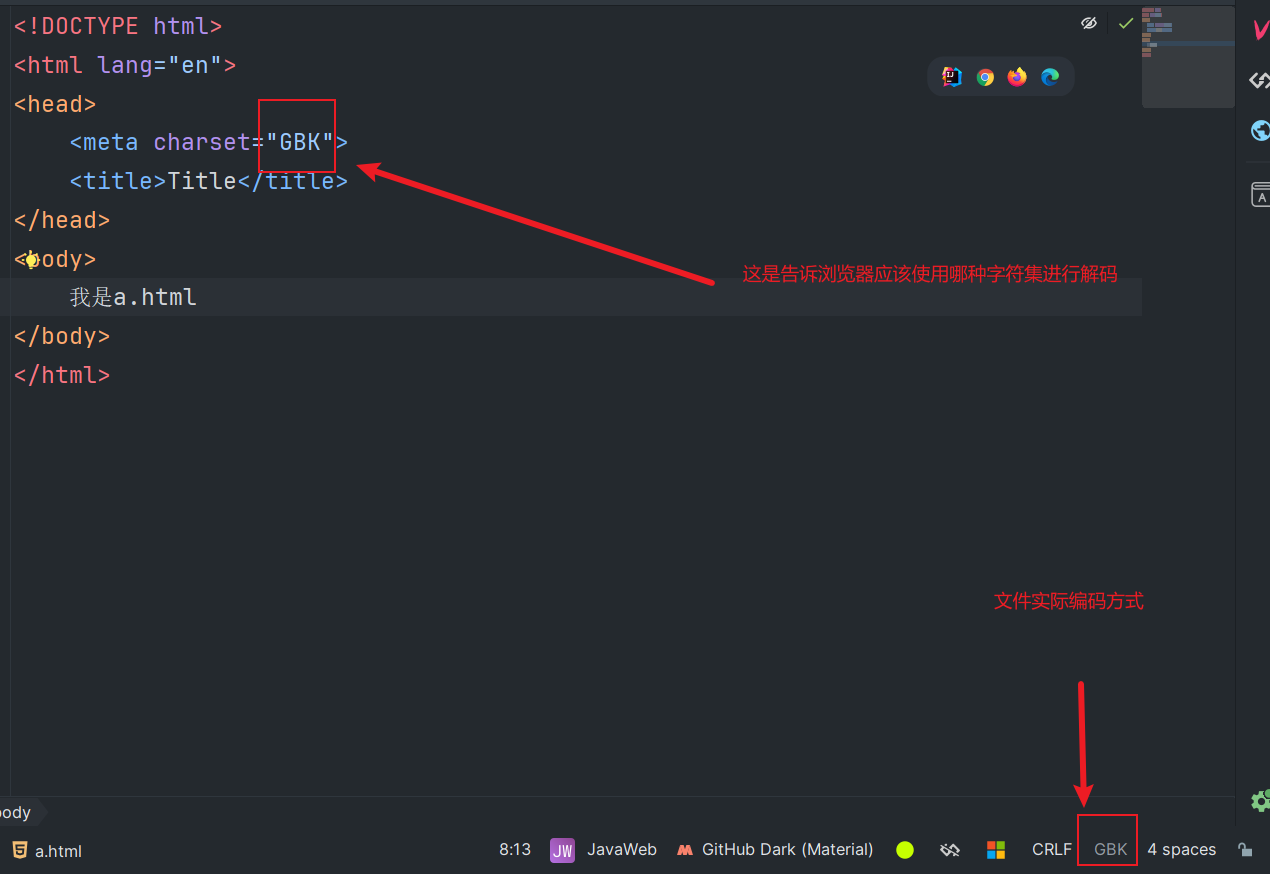 <!DOCTYPE html>
<html lang="en">
<head>
<meta charset="GBK">
<title>Title</title>
</head>
<body>
这是告诉浏览器应该使用哪种字符集进行解码
我是a.html
</body>
</html>
文件实际编码方式
body
a.html 8:13 JW JavaWeb GitHub Dark (Material) CRLF GBK 4 spaces